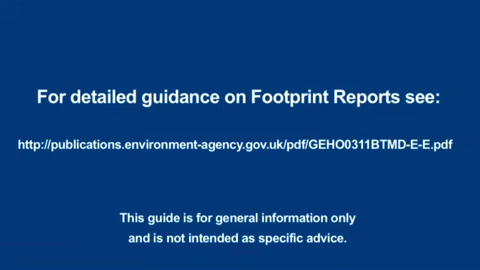 For detailed guidance on Footprint Reports see:
http://publications.environment-agency.gov.uk/pdf/GEHO0311BTMD-E-E.pdf
This guide is for general information only
and is not intended as specific advice.